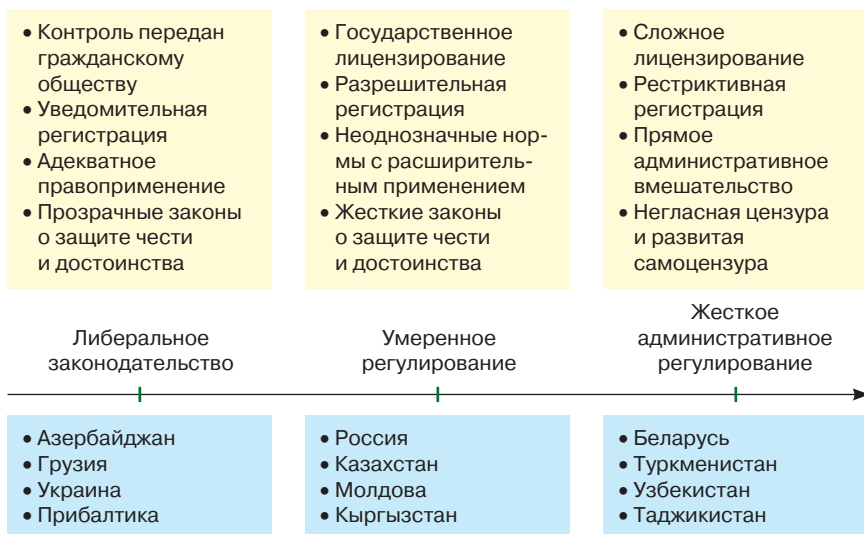 • Контроль передан
гражданскому
обществу
• Уведомительная
регистрация
• Адекватное
правоприменение
• Прозрачные законы
о защите чести
и достоинства
• Государственное
лицензирование
• Разрешительная
регистрация
• Неоднозначные нор-
мы с расширитель-
ным применением
• Жесткие законы
о защите чести
и достоинства
• Сложное
лицензирование
• Рестриктивная
регистрация
• Прямое
административное
вмешательство
• Негласная цензура
и развитая
самоцензура
Либеральное
законодательство
Умеренное
регулирование
Жесткое
административное
регулирование
• Азербайджан
• Грузия
• Украина
• Прибалтика
• Россия
• Казахстан
• Молдова
• Кыргызстан
• Беларусь
• Туркменистан
• Узбекистан
• Таджикистан